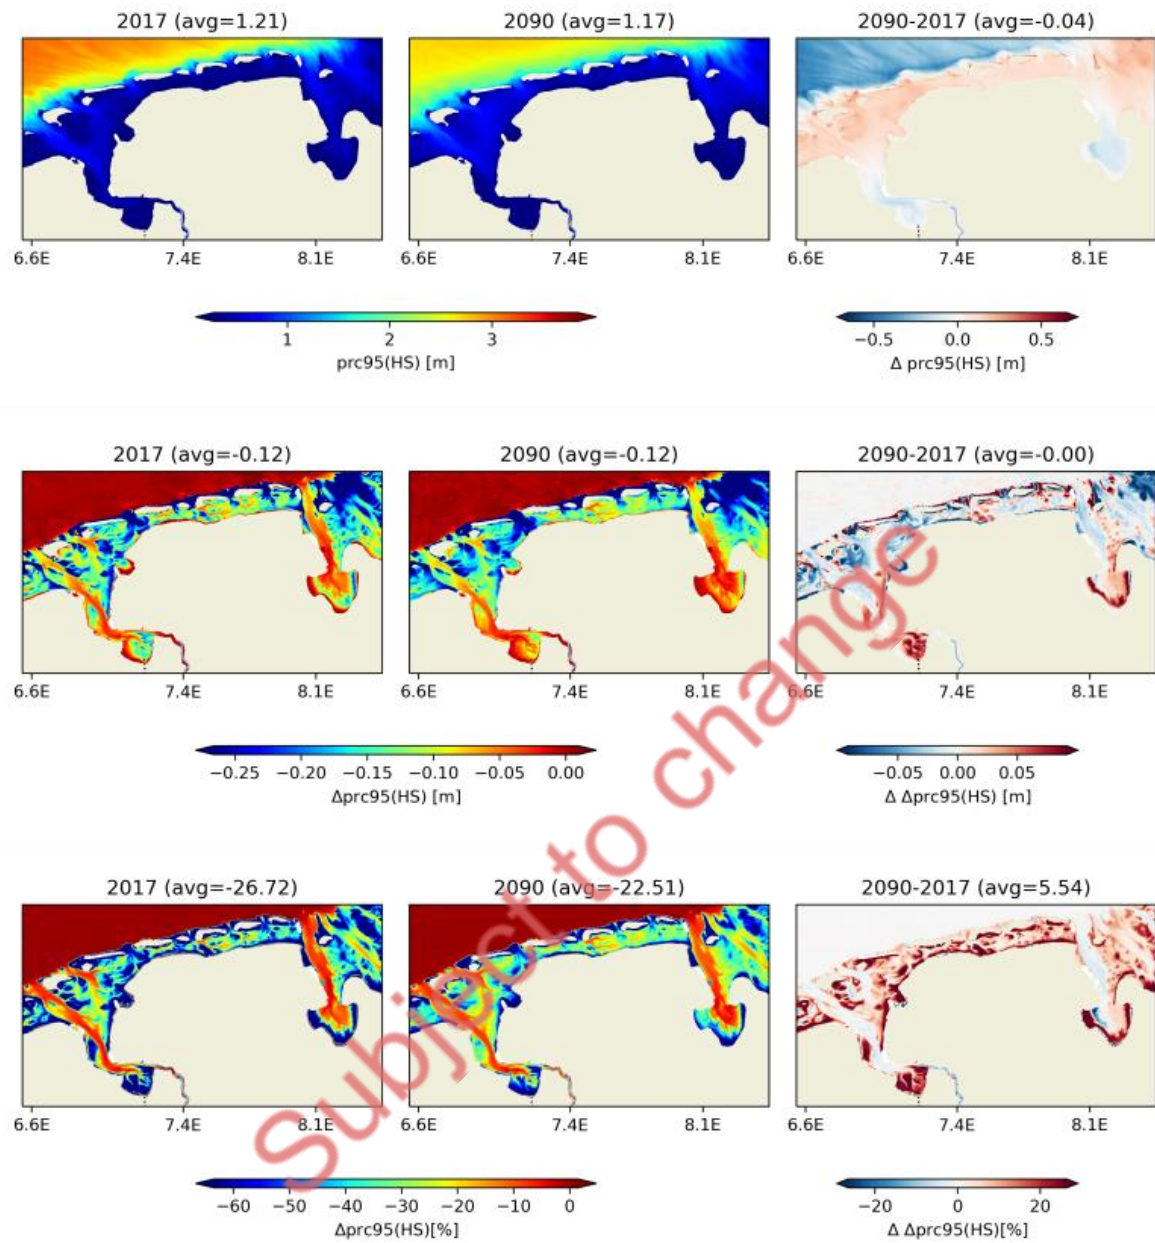 2017 (avg=1.21)
2090 (avg=1.17)
2090-2017 (avg=-0.04)
6.6E 7.4E 8.1E
6.6E 7.4E 8.1E
6.6E 7.4E 8.1E
1 2 3
prc95(HS) [m]
−0.5 0.0 0.5
Δ prc95(HS) [m]
2017 (avg=-0.12)
2090 (avg=-0.12)
2090-2017 (avg=-0.00)
6.6E 7.4E 8.1E
6.6E 7.4E 8.1E
6.6E 7.4E 8.1E
−0.25 −0.20 −0.15 −0.10 −0.05 0.00
Δprc95(HS) [m]
−0.05 0.00 0.05
Δ Δprc95(HS) [m]
2017 (avg=-26.72)
2090 (avg=-22.51)
2090-2017 (avg=5.54)
6.6E 7.4E 8.1E
6.6E 7.4E 8.1E
6.6E 7.4E 8.1E
−60 −50 −40 −30 −20 −10 0
Δprc95(HS)[%]
−20 0 20
Δ Δprc95(HS)[%]
Subject to change